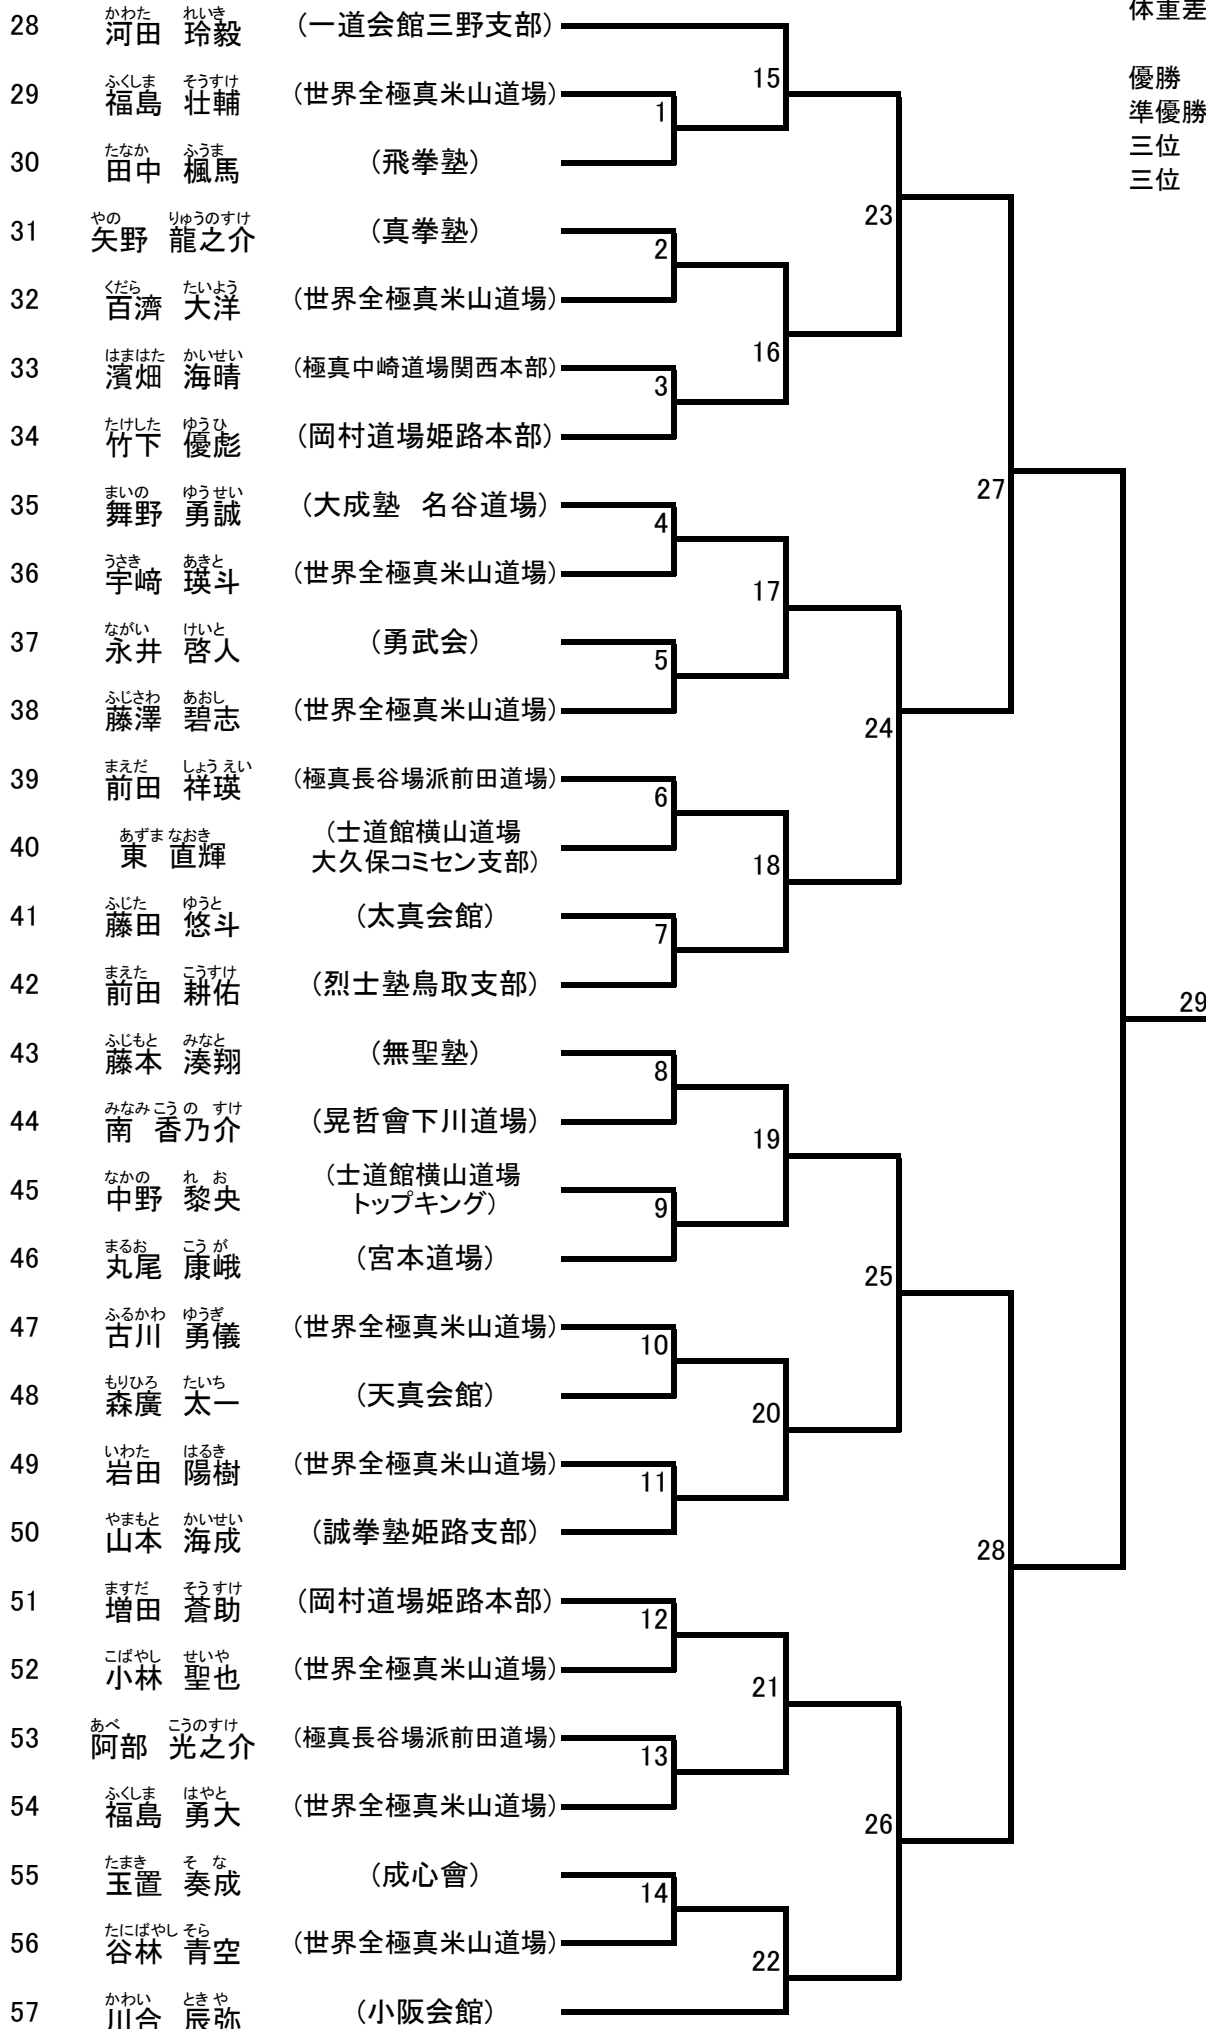 体重差
優勝
準優勝
三位
三位
かわた れいき
28 河田 玲毅 (一道会館三野支部)
ふくしま そうすけ
29 福島 壮輔 (世界全極真米山道場)
たなか ふうま
30 田中 楓馬 (飛拳塾)
やの りゅうのすけ
31 矢野 龍之介 (真拳塾)
くだら たいよう
32 百濟 大洋 (世界全極真米山道場)
はまはた かいせい
33 濱畑 海晴 (極真中崎道場関西本部)
たけした ゆうひ
34 竹下 優彪 (岡村道場姫路本部)
まいの ゆうせい
35 舞野 勇誠 (大成塾 名谷道場)
うさき あきと
36 宇﨑 瑛斗 (世界全極真米山道場)
ながい けいと
37 永井 啓人 (勇武会)
ふじさわ あおし
38 藤澤 碧志 (世界全極真米山道場)
まえだ しょうえい
39 前田 祥瑛 (極真長谷場派前田道場)
あずま なおき
40 東 直輝 (士道館横山道場
大久保コミセン支部)
ふじた ゆうと
41 藤田 悠斗 (太真会館)
まえた こうすけ
42 前田 耕佑 (烈士塾鳥取支部)
ふじもと みなと
43 藤本 湊翔 (無聖塾)
みなみ こうのすけ
44 南 香乃介 (晃哲會下川道場)
なかの れお
45 中野 黎央 (士道館横山道場
トップキング)
まるお こうが
46 丸尾 康峨 (宮本道場)
ふるかわ ゆうぎ
47 古川 勇儀 (世界全極真米山道場)
もりひろ たいち
48 森廣 太一 (天真会館)
いわた はるき
49 岩田 陽樹 (世界全極真米山道場)
やまもと かいせい
50 山本 海成 (誠拳塾姫路支部)
ますだ そうすけ
51 増田 蒼助 (岡村道場姫路本部)
こばやし せいや
52 小林 聖也 (世界全極真米山道場)
あべ こうのすけ
53 阿部 光之介 (極真長谷場派前田道場)
ふくしま はやと
54 福島 勇大 (世界全極真米山道場)
たまき そな
55 玉置 奏成 (成心會)
たにばやし そら
56 谷林 青空 (世界全極真米山道場)
かわい ときや
57 川合 辰弥 (小阪会館)
1
2
3
4
5
6
7
8
9
10
11
12
13
14
15
16
17
18
19
20
21
22
23
24
25
26
27
28
29